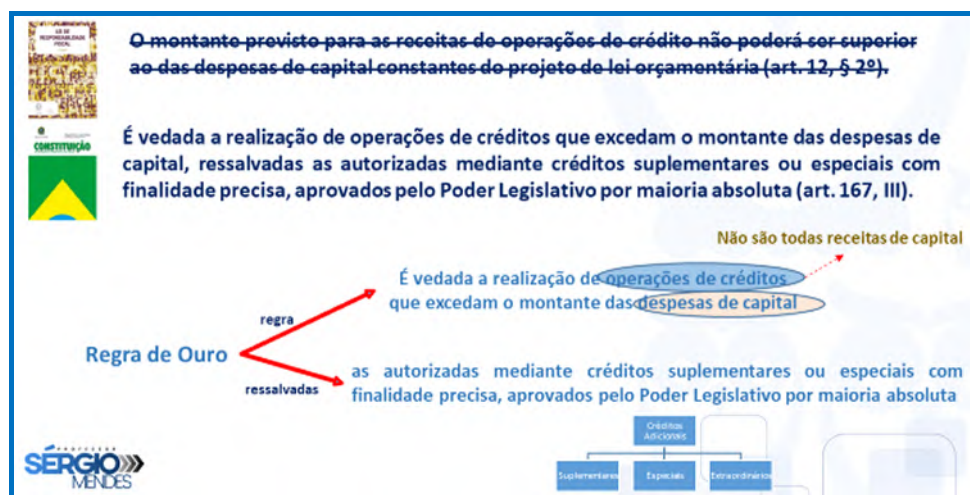 LEI DE
RESPONSABILIDADE
FISCAL
O montante previsto para as receitas de operações de crédito não poderá ser superior
ao das despesas de capital constantes do projeto de lei orçamentária (art. 12, § 2º).
CONSTITUIÇÃO
É vedada a realização de operações de créditos que excedam o montante das despesas de
capital, ressalvadas as autorizadas mediante créditos suplementares ou especiais com
finalidade precisa, aprovados pelo Poder Legislativo por maioria absoluta (art. 167, III).
Não são todas receitas de capital
É vedada a realização de operações de créditos
que excedam o montante das despesas de capital
regra
Regra de Ouro
ressalvadas
as autorizadas mediante créditos suplementares ou especiais com
finalidade precisa, aprovados pelo Poder Legislativo por maioria absoluta
Créditos
Adicionais
Suplementares
Especiais
Extraordinários
PROFESSOR
SÉRGIO
MENDES